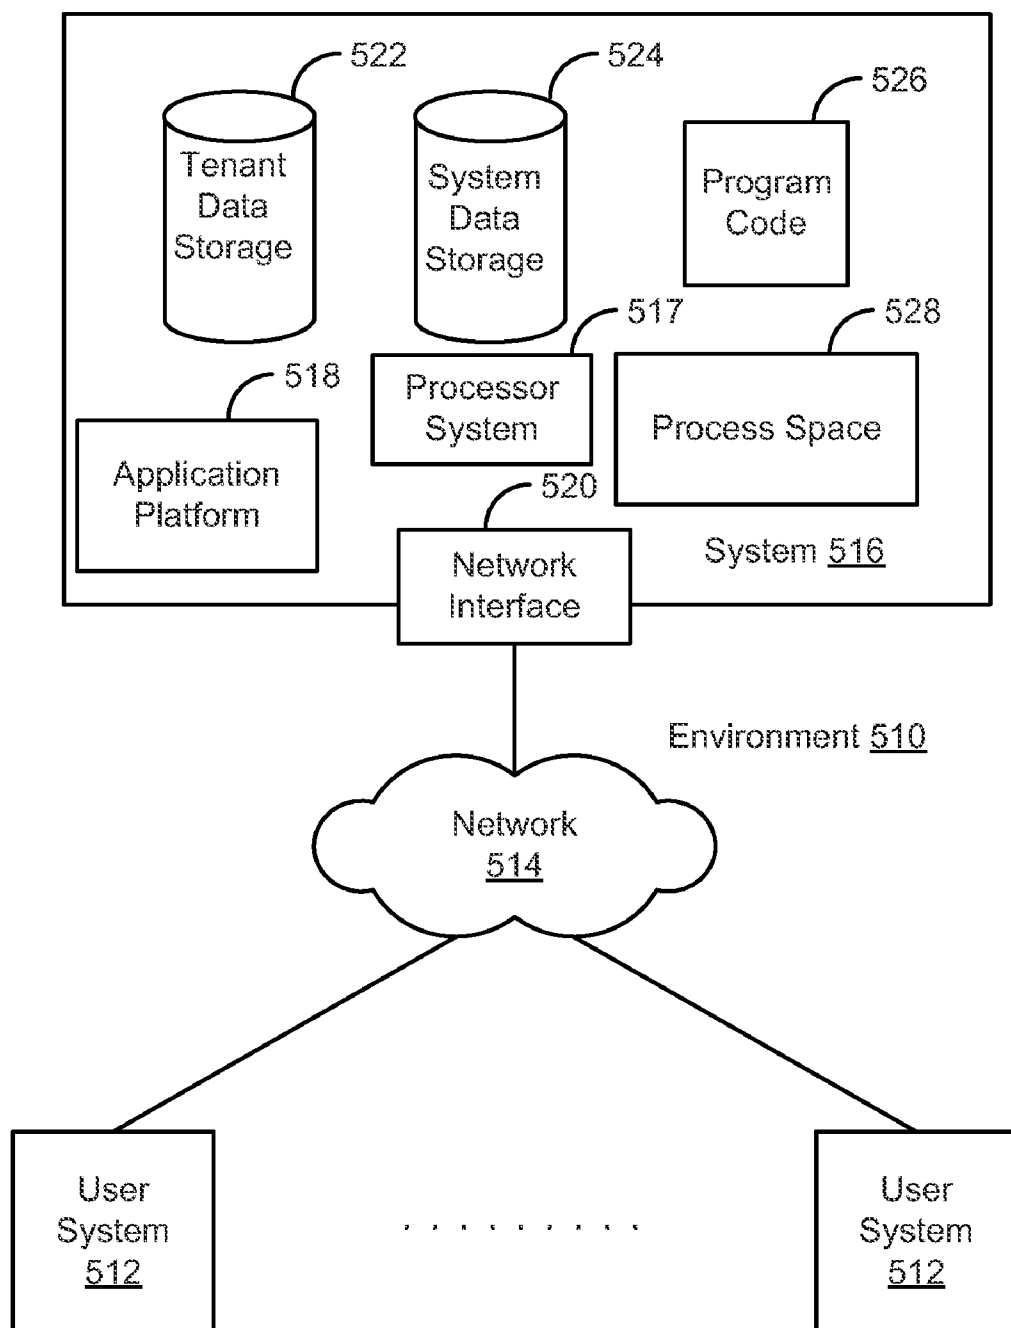 522
524
526
Tenant
Data
Storage
System
Data
Storage
Program
Code
517
528
518
Processor
System
Process Space
Application
Platform
520
System 516
Network
Interface
Environment 510
Network
514
User
System
512
. . . . . . . . .
User
System
512